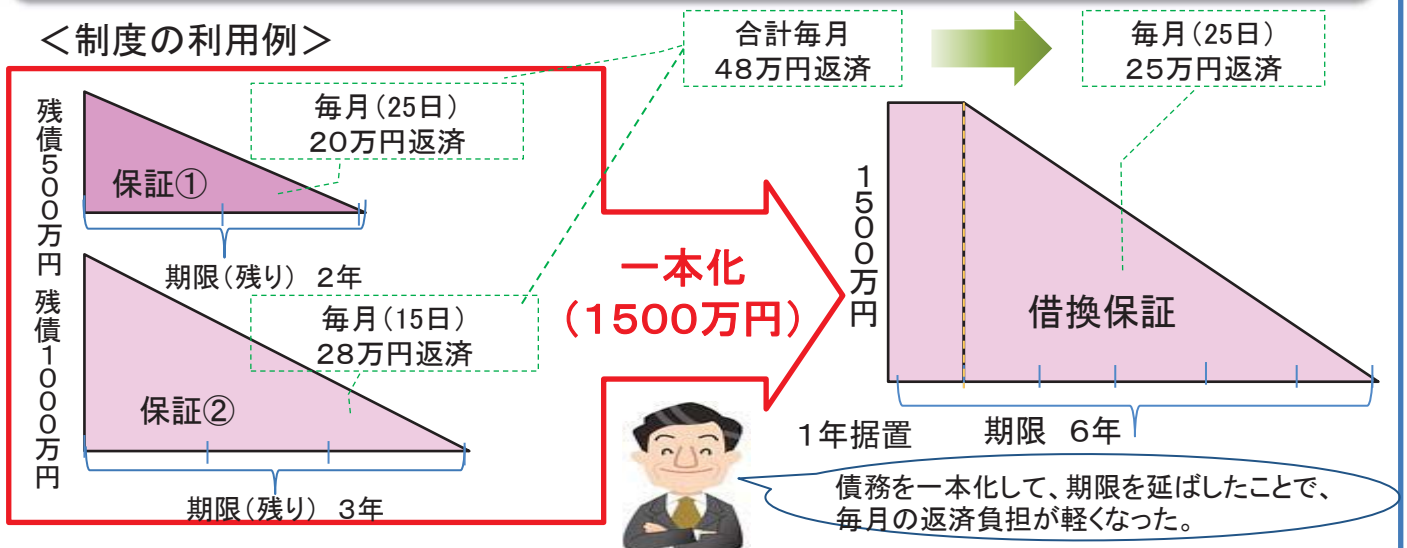 ＜制度の利用例＞
合計毎月
48万円返済
毎月(25日)
25万円返済
残債500万円
毎月(25日)
20万円返済
保証①
期限(残り) 2年
残債1000万円
毎月(15日)
28万円返済
保証②
期限(残り) 3年
一本化
(1500万円)
1500万円
借換保証
1年据置
期限 6年
債務を一本化して、期限を延ばしたことで、
毎月の返済負担が軽くなった。